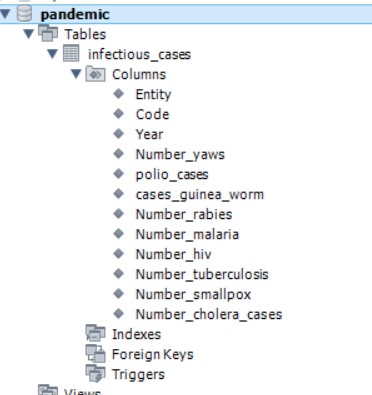 pandemic
Tables
infectious_cases
Columns
Entity
Code
Year
Number_yaws
polio_cases
cases_guinea_worm
Number_rabies
Number_malaria
Number_hiv
Number_tuberculosis
Number_smallpox
Number_cholera_cases
Indexes
Foreign Keys
Triggers
Views